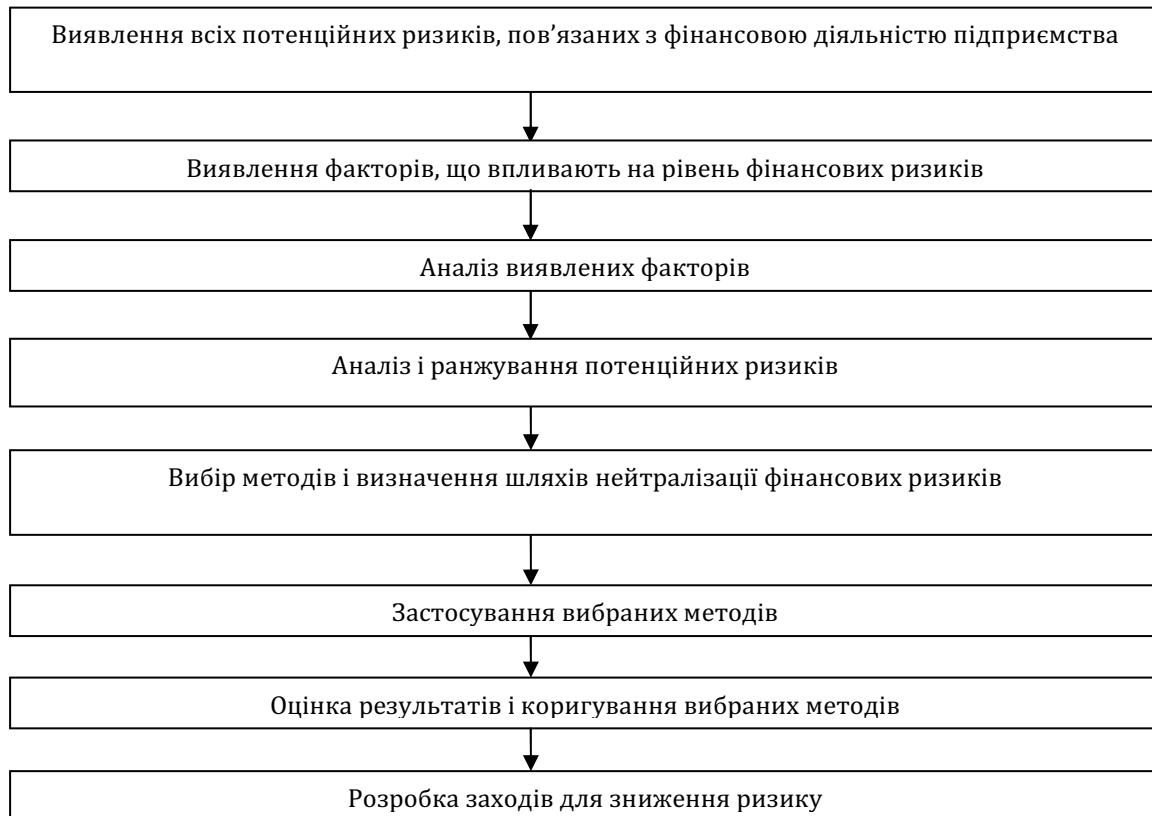 Виявлення всіх потенційних ризиків, пов’язаних з фінансовою діяльністю підприємства
Виявлення факторів, що впливають на рівень фінансових ризиків
Аналіз виявлених факторів
Аналіз і ранжування потенційних ризиків
Вибір методів і визначення шляхів нейтралізації фінансових ризиків
Застосування вибраних методів
Оцінка результатів і коригування вибраних методів
Розробка заходів для зниження ризику